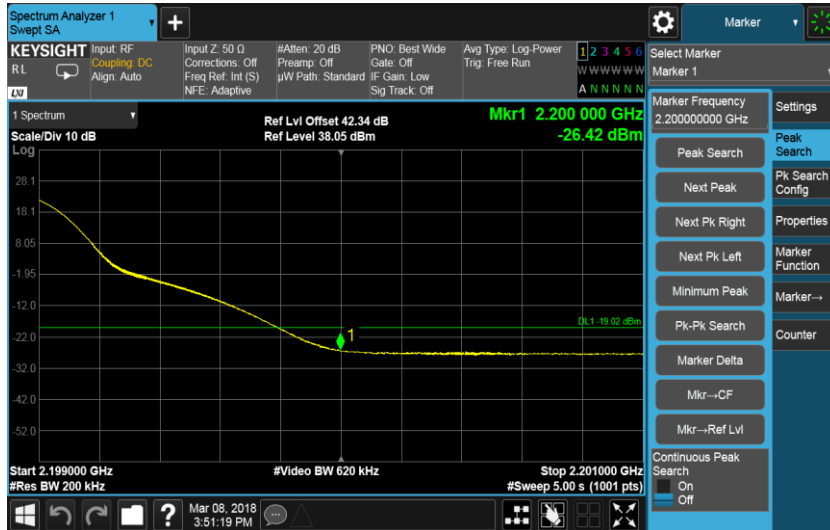 Spectrum Analyzer 1
Swept SA
+
Marker
KEYSIGHT
RL
LXI
Input: RF
Coupling: DC
Align: Auto
Input Z: 50 Ω
Corrections: Off
Freq Ref: Int (S)
NFE: Adaptive
#Atten: 20 dB
Preamp: Off
µW Path: Standard
PNO: Best Wide
Gate: Off
IF Gain: Low
Sig Track: Off
Avg Type: Log-Power
Trig: Free Run
1 2 3 4 5 6
W W W W W W
A N N N N N
Select Marker
Marker 1
1 Spectrum
Scale/Div 10 dB
Log
Ref Lvl Offset 42.34 dB
Ref Level 38.05 dBm
Mkr1 2.200 000 GHz
-26.42 dBm
28.1
18.1
8.05
-1.95
-12.0
-22.0
-32.0
-42.0
-52.0
DL1 -19.02 dBm
1
Start 2.199000 GHz
#Res BW 200 kHz
#Video BW 620 kHz
Stop 2.201000 GHz
#Sweep 5.00 s (1001 pts)
Marker Frequency
2.200000000 GHz
Peak Search
Next Peak
Next Pk Right
Next Pk Left
Minimum Peak
Pk-Pk Search
Marker Delta
Mkr→CF
Mkr→Ref Lvl
Continuous Peak
Search
On
Off
Settings
Peak
Search
Pk Search
Config
Properties
Marker
Function
Marker→
Counter
?
Mar 08, 2018
3:51:19 PM